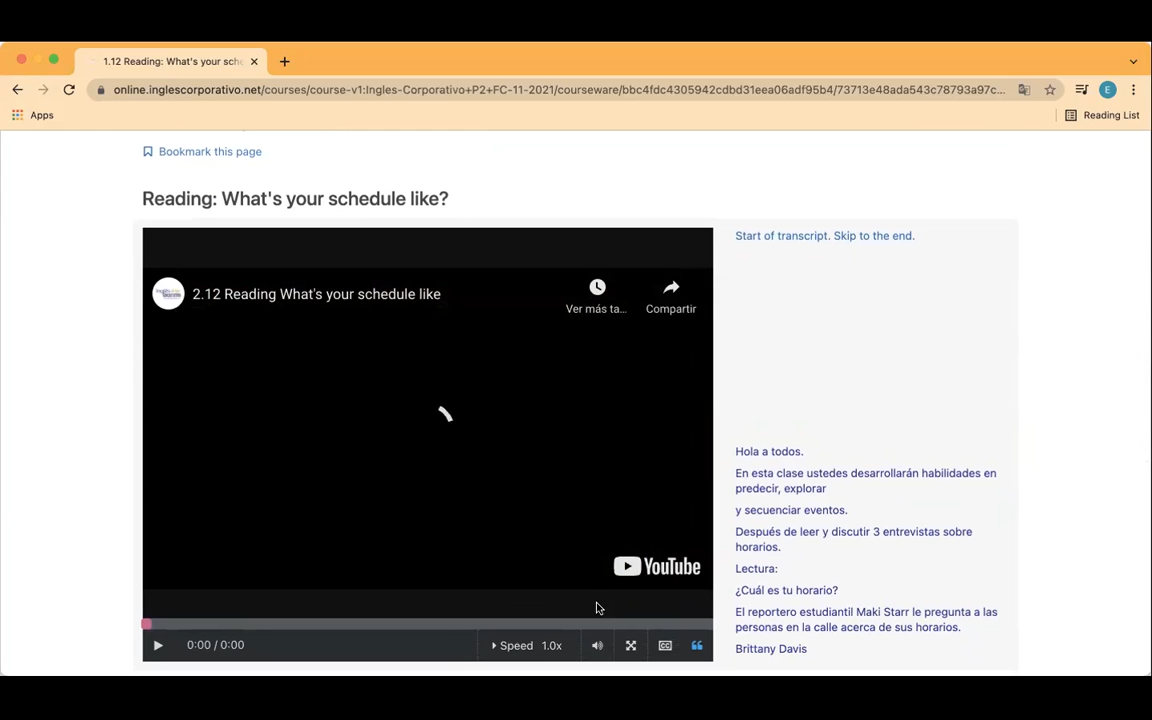 1.12 Reading: What's your sche
online.inglescorporativo.net/courses/course-v1:Ingles-Corporativo+P2+FC-11-2021/courseware/bbc4fdc4305942cdbd31eea06adf95b4/73713e48ada543c78793a97c...
E
Apps
Reading List
Bookmark this page
Reading: What's your schedule like?
2.12 Reading What's your schedule like
Ver más ta...
Compartir
YouTube
0:00 / 0:00
Speed 1.0x
CC
Start of transcript. Skip to the end.
Hola a todos.
En esta clase ustedes desarrollarán habilidades en
predecir, explorar
y secuenciar eventos.
Después de leer y discutir 3 entrevistas sobre
horarios.
Lectura:
¿Cuál es tu horario?
El reportero estudiantil Maki Starr le pregunta a las
personas en la calle acerca de sus horarios.
Brittany Davis